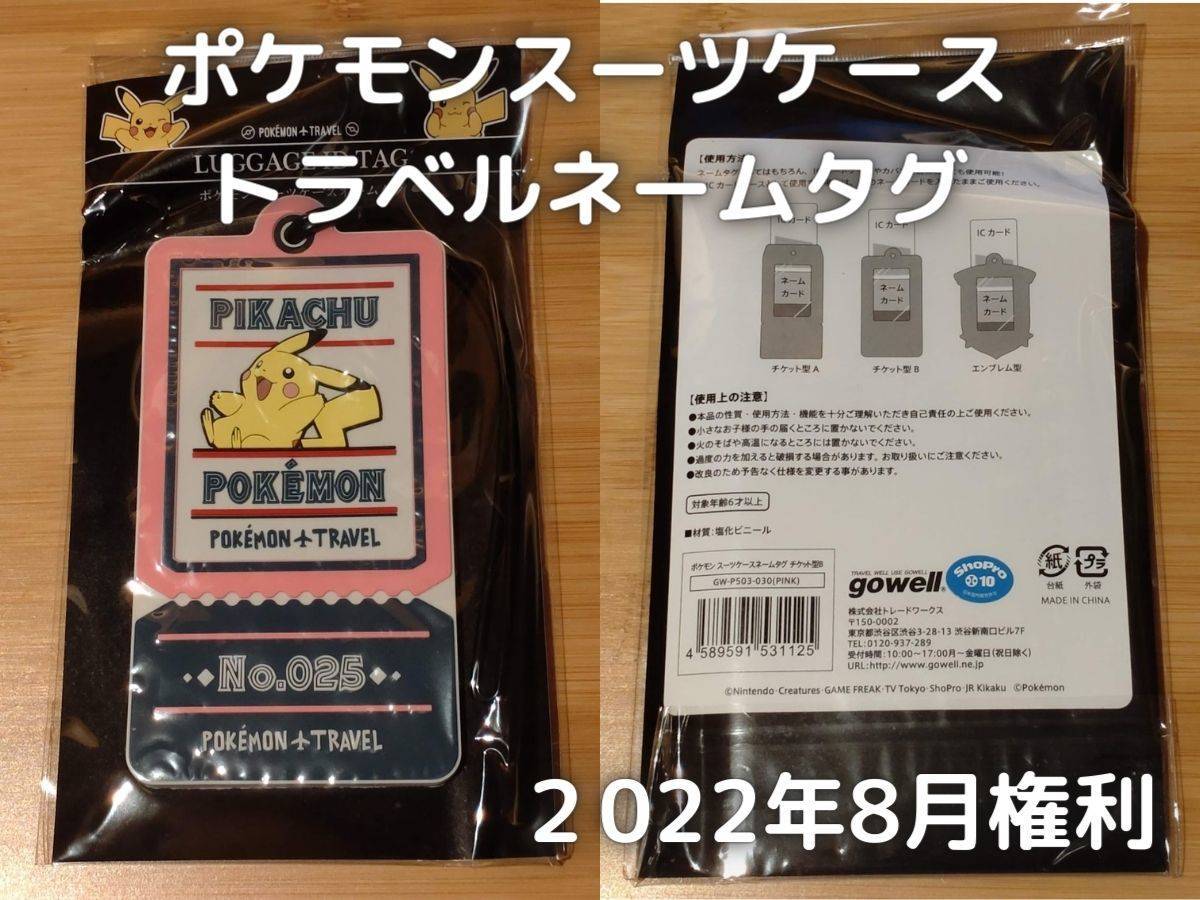 ポケモンスーツケース
トラベルネームタグ
POKÉMON TRAVEL
LUGGAGE ID TAG
PIKACHU
POKÉMON
POKÉMON TRAVEL
No.025
POKÉMON TRAVEL
【使用方法
ICカード
ICカード
ICカード
ネーム
カード
ネーム
カード
ネーム
カード
チケット型A
チケット型B
エンブレム型
【使用上の注意】
●本品の性質・使用方法・機能を十分ご理解いただき自己責任の上ご使用ください。
●小さなお子様の手の届くところに置かないでください。
●火のそばや高温になるところには置かないでください。
●過度の力を加えると破損する場合があります。お取り扱いにご注意ください。
●改良のため予告なく仕様を変更する事があります。
対象年齢6才以上
■材質：塩化ビニール
ポケモン スーツケースネームタグ チケット型B
GW-P503-030(PINK)
4 589591 531125
TRAVEL WELL USE GOWELL
gowell®
ShoPro
10
紙
台紙
プラ
外袋
MADE IN CHINA
株式会社トレードワークス
〒150-0002
東京都渋谷区渋谷3-28-13 渋谷新南口ビル7F
TEL:0120-937-289
受付時間：10:00～17:00月～金曜日(祝日除く)
URL:http://www.gowell.ne.jp
©Nintendo・Creatures・GAME FREAK・TV Tokyo・ShoPro・JR Kikaku ©Pokémon
2022年8月権利